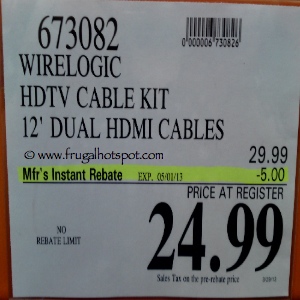 673082
0000006730826
WIRELOGIC
HDTV CABLE KIT
12' DUAL HDMI CABLES
© www.frugalhotspot.com
29.99
Mfr's Instant Rebate EXP. 05/01/13 -5.00
PRICE AT REGISTER
24.99
NO
REBATE LIMIT
Sales Tax on the pre-rebate price